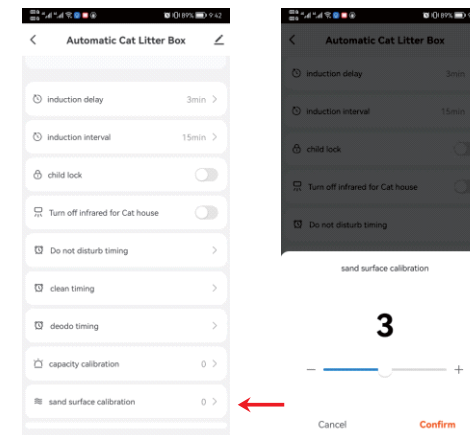 89% 9:42
Automatic Cat Litter Box
induction delay 3min
induction interval 15min
child lock
Turn off infrared for Cat house
Do not disturb timing
clean timing
deodo timing
capacity calibration 0
sand surface calibration 0
89%
Automatic Cat Litter Box
induction delay 3min
induction interval 15min
child lock
Turn off infrared for Cat house
Do not disturb timing
sand surface calibration
3
− +
Cancel Confirm